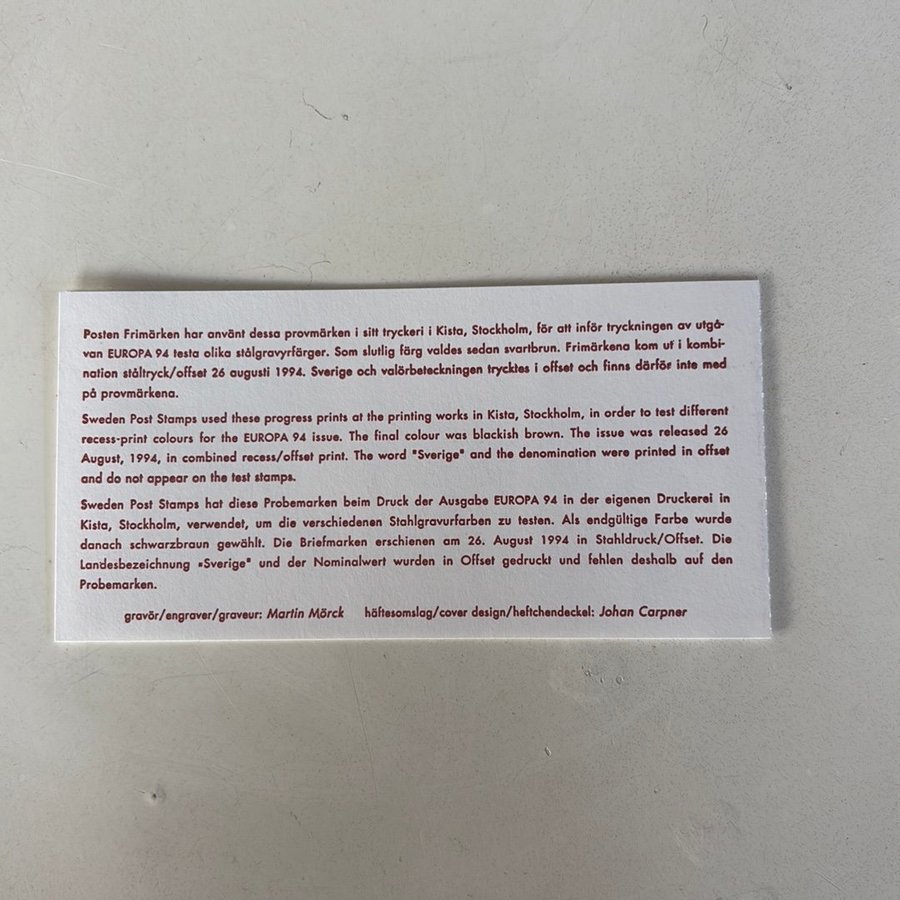 Posten Frimärken har använt dessa provmärken i sitt tryckeri i Kista, Stockholm, för att inför tryckningen av utgå-
van EUROPA 94 testa olika stålgravyrfärger. Som slutlig färg valdes sedan svartbrun. Frimärkena kom ut i kombi-
nation ståltryck/offset 26 augusti 1994. Sverige och valörbeteckningen trycktes i offset och finns därför inte med
på provmärkena.
Sweden Post Stamps used these progress prints at the printing works in Kista, Stockholm, in order to test different
recess-print colours for the EUROPA 94 issue. The final colour was blackish brown. The issue was released 26
August, 1994, in combined recess/offset print. The word "Sverige" and the denomination were printed in offset
and do not appear on the test stamps.
Sweden Post Stamps hat diese Probemarken beim Druck der Ausgabe EUROPA 94 in der eigenen Druckerei in
Kista, Stockholm, verwendet, um die verschiedenen Stahlgravurfarben zu testen. Als endgültige Farbe wurde
danach schwarzbraun gewählt. Die Briefmarken erschienen am 26. August 1994 in Stahldruck/Offset. Die
Landesbezeichnung „Sverige" und der Nominalwert wurden in Offset gedruckt und fehlen deshalb auf den
Probemarken.
gravör/engraver/graveur: Martin Mörck häftesomslag/cover design/heftchendeckel: Johan Carpner